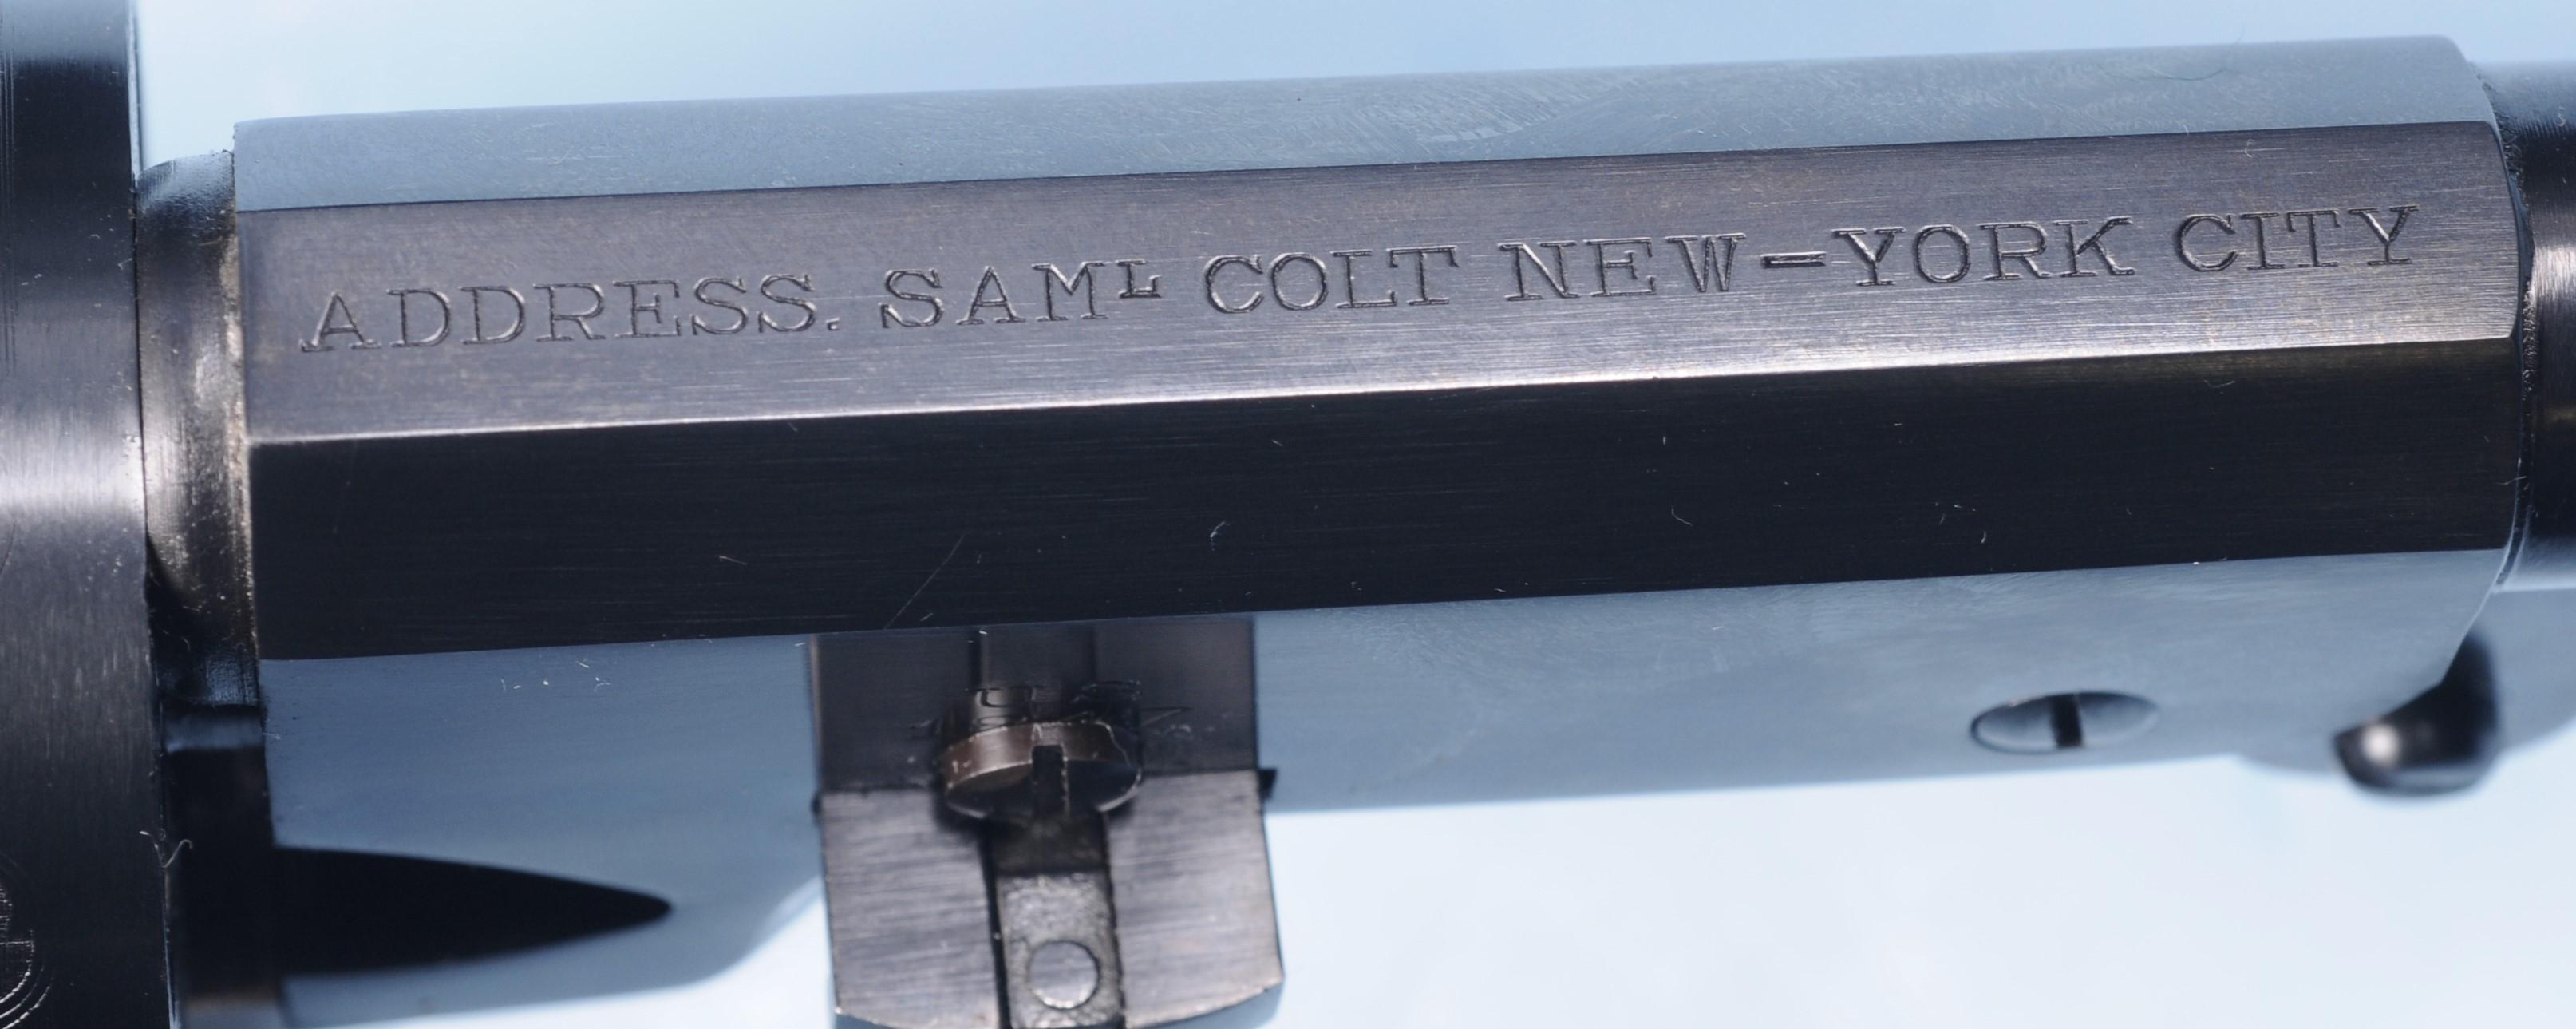 ADDRESS. SAMᴸ COLT NEW-YORK CITY